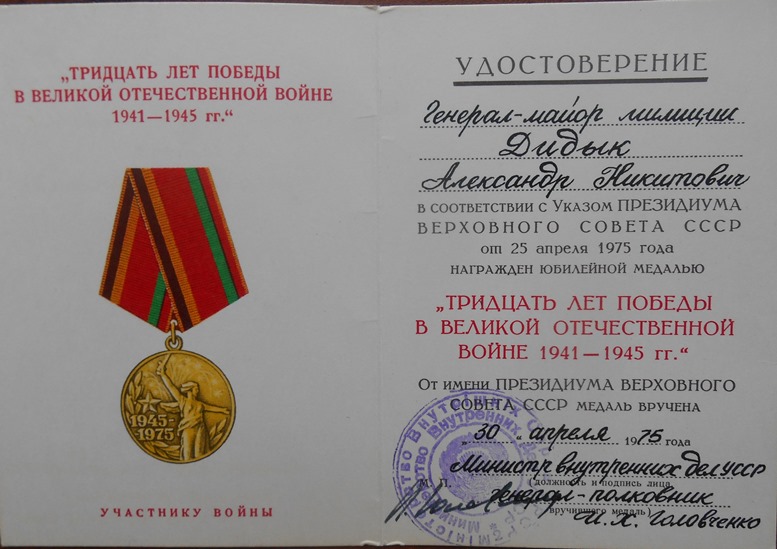 „ТРИДЦАТЬ ЛЕТ ПОБЕДЫ
В ВЕЛИКОЙ ОТЕЧЕСТВЕННОЙ ВОЙНЕ
1941—1945 гг.“
1945-
1975
УЧАСТНИКУ ВОЙНЫ
УДОСТОВЕРЕНИЕ
Генерал-майор милиции
Дидык
Александр Никитович
В СООТВЕТСТВИИ С УКАЗОМ ПРЕЗИДИУМА
ВЕРХОВНОГО СОВЕТА СССР
от 25 апреля 1975 года
НАГРАЖДЕН ЮБИЛЕЙНОЙ МЕДАЛЬЮ
„ТРИДЦАТЬ ЛЕТ ПОБЕДЫ
В ВЕЛИКОЙ ОТЕЧЕСТВЕННОЙ
ВОЙНЕ 1941—1945 гг.“
От имени ПРЕЗИДИУМА ВЕРХОВНОГО
СОВЕТА СССР МЕДАЛЬ ВРУЧЕНА
„30“ апреля 1975 года
Министр внутренних дел УССР
М. П. (должность и подпись лица,
генерал-полковник
вручившего медаль)
И. Х. Головченко